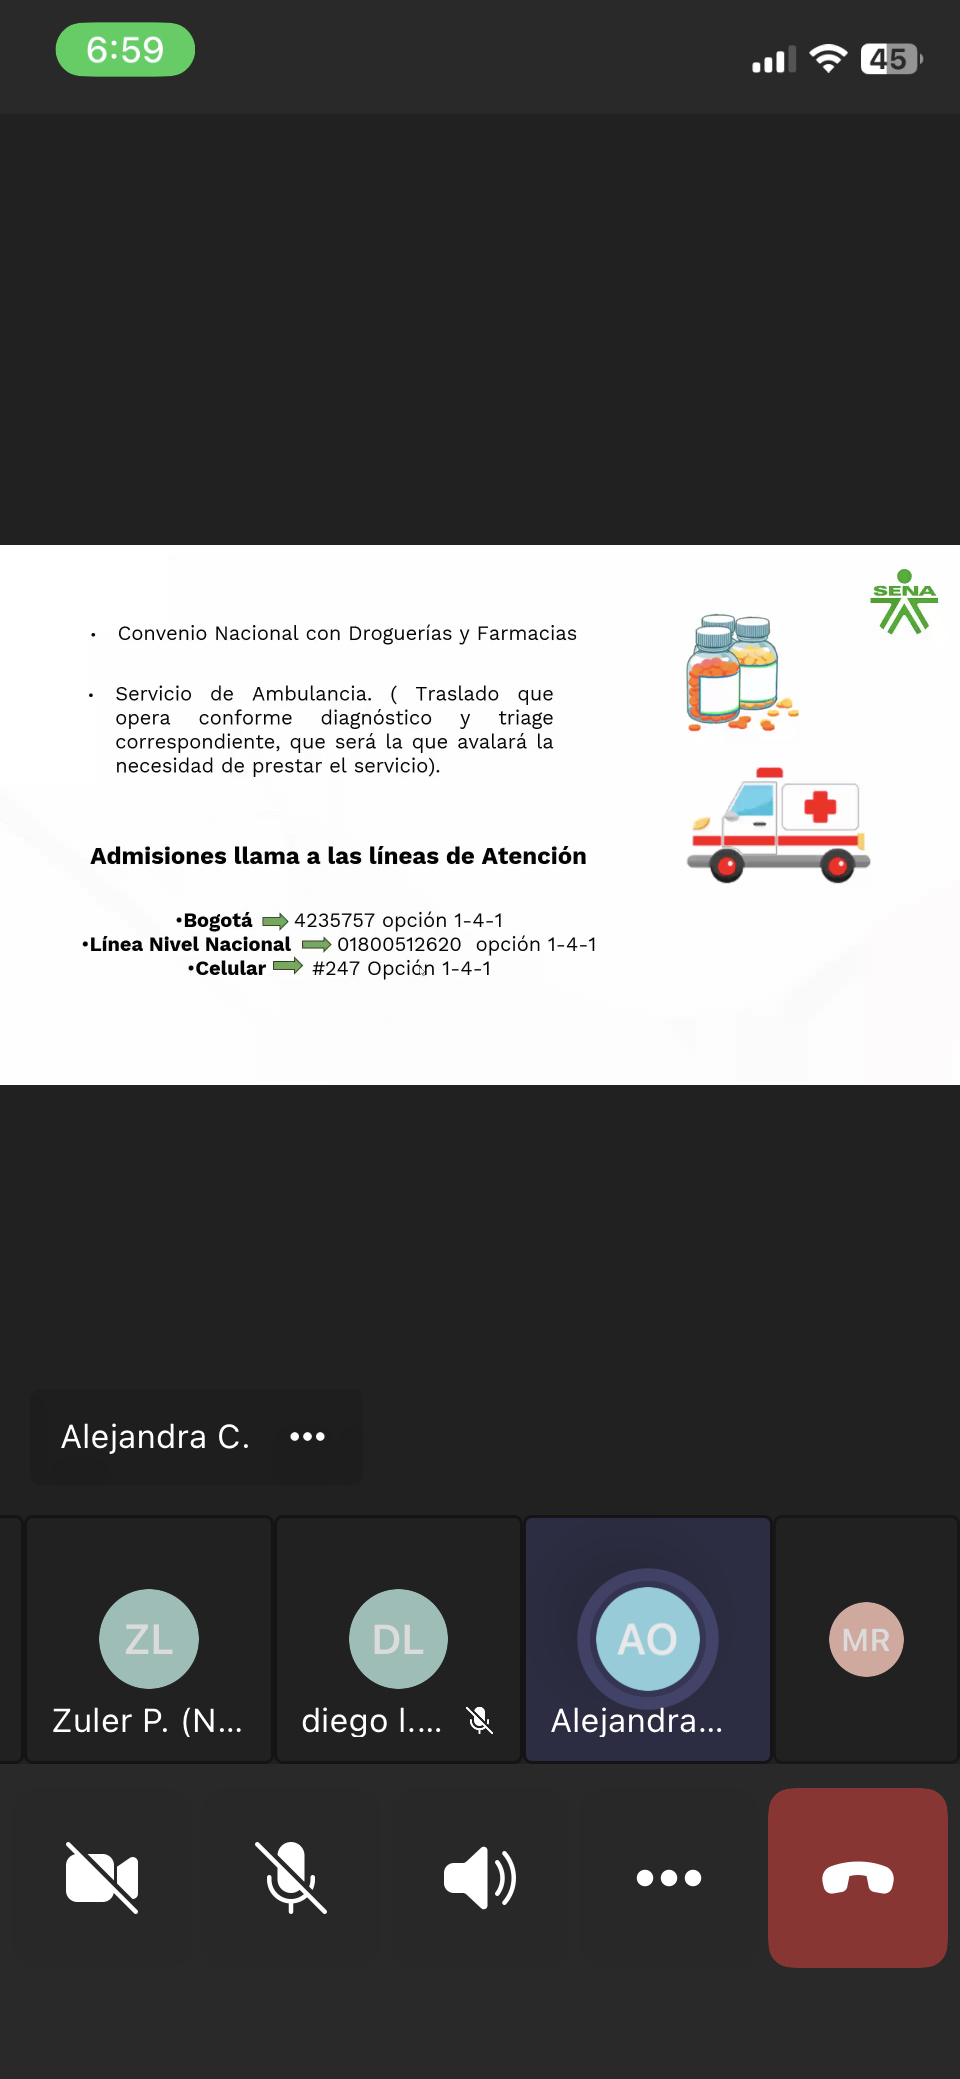 6:59
45
SENA
• Convenio Nacional con Droguerías y Farmacias
• Servicio de Ambulancia. ( Traslado que
opera conforme diagnóstico y triage
correspondiente, que será la que avalará la
necesidad de prestar el servicio).
Admisiones llama a las líneas de Atención
•Bogotá 4235757 opción 1-4-1
•Línea Nivel Nacional 01800512620 opción 1-4-1
•Celular #247 Opción 1-4-1
Alejandra C.
ZL
DL
AO
MR
Zuler P. (N...
diego l....
Alejandra...